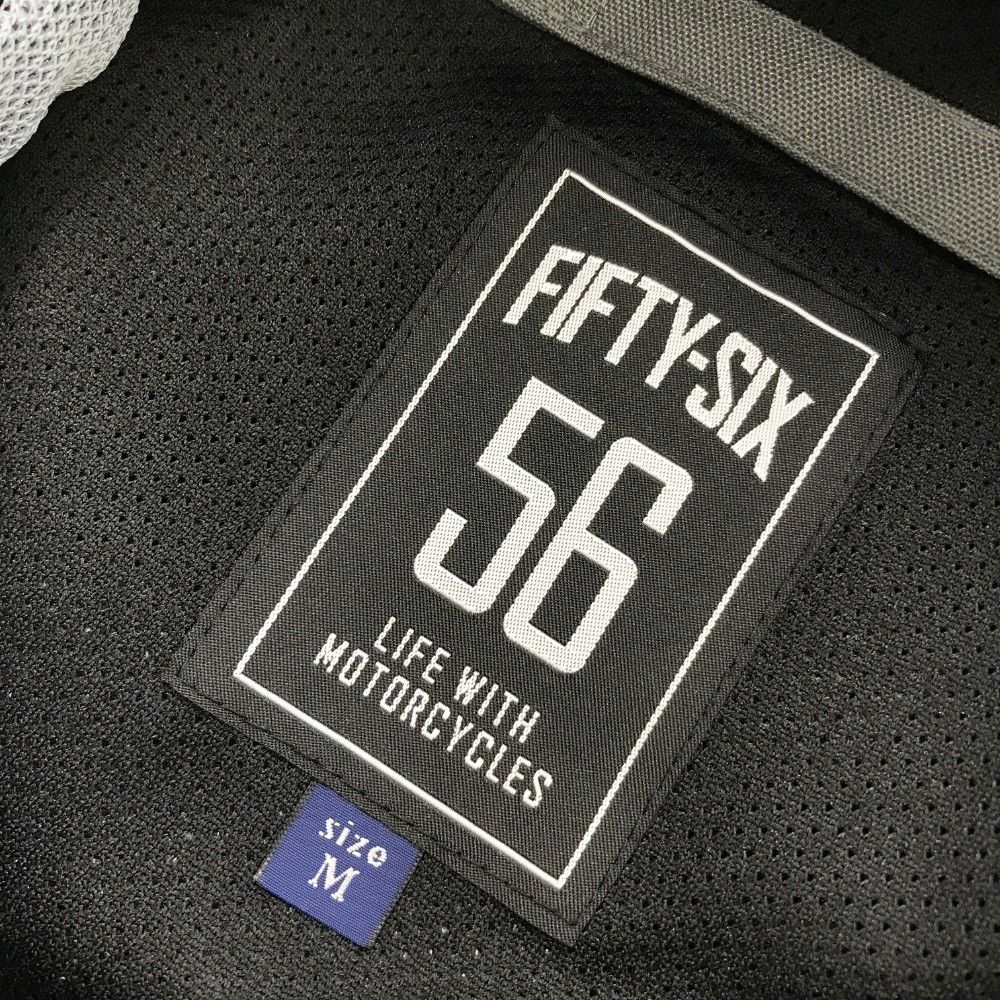 FIFTY-SIX
56
LIFE WITH
MOTORCYCLES
size
M